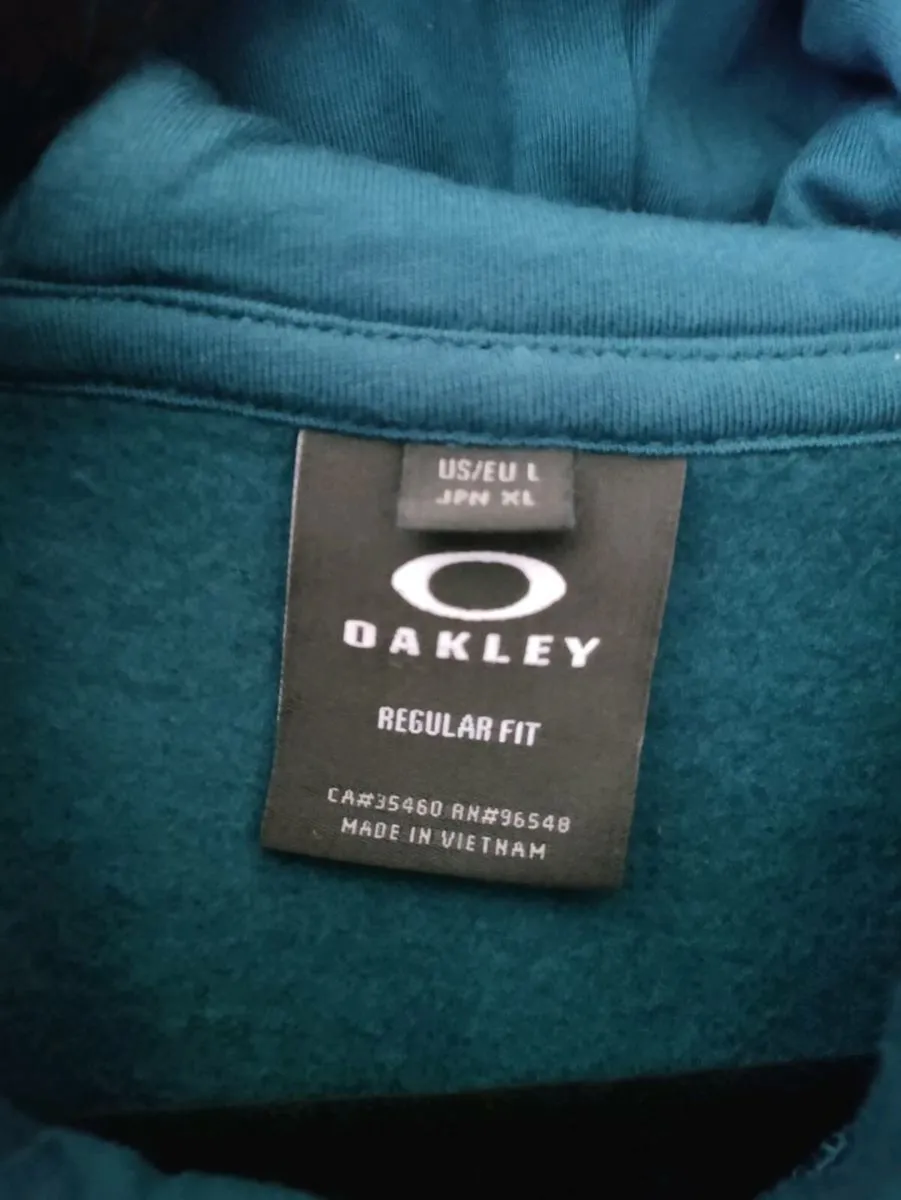 US/EU L
JPN XL
OAKLEY
REGULAR FIT
CA#35460 RN#96548
MADE IN VIETNAM